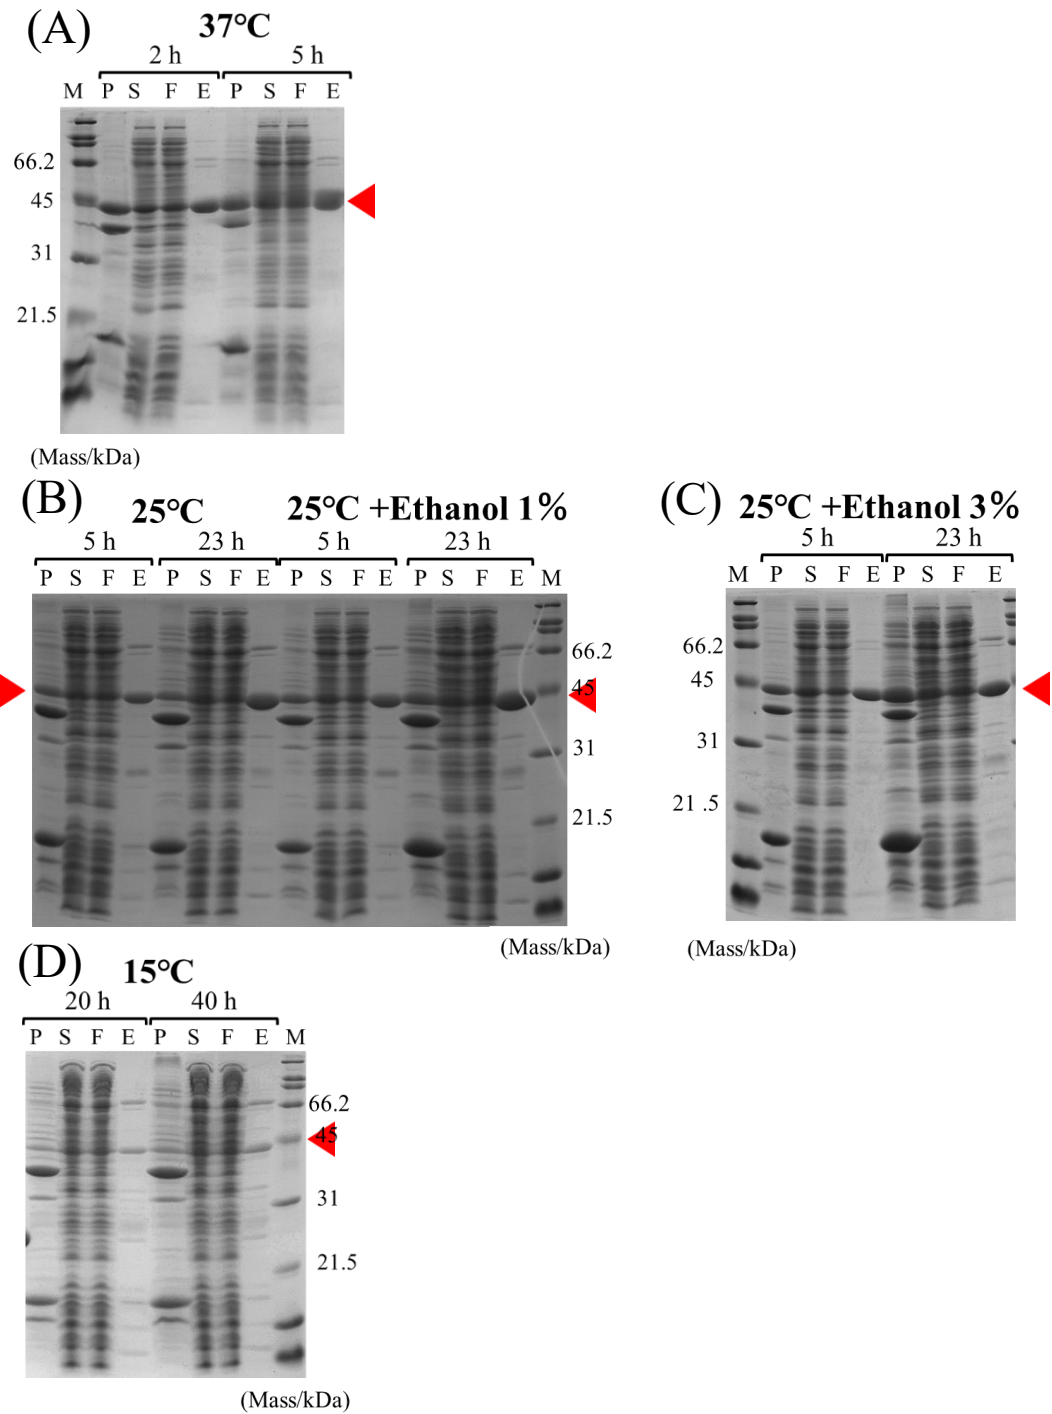 (A) 37℃
2 h 5 h
M P S F E P S F E
66.2
45
31
21.5
(Mass/kDa)
(B) 25℃ 25℃ +Ethanol 1%
5 h 23 h 5 h 23 h
P S F E P S F E P S F E P S F E M
66.2
45
31
21.5
(Mass/kDa)
(C) 25℃ +Ethanol 3%
5 h 23 h
M P S F E P S F E
66.2
45
31
21 .5
(Mass/kDa)
(D) 15℃
20 h 40 h
P S F E P S F E M
66.2
45
31
21.5
(Mass/kDa)